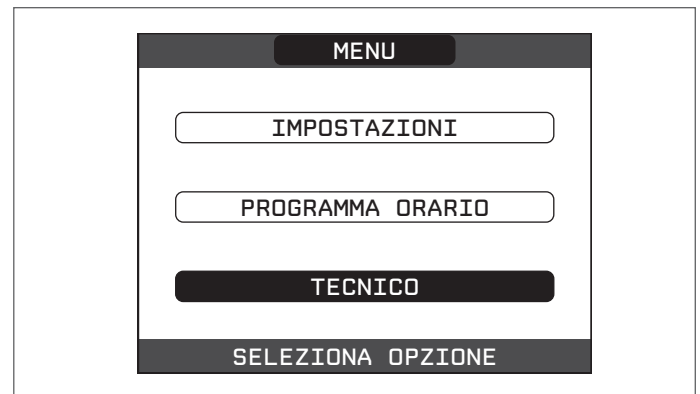 MENU
IMPOSTAZIONI
PROGRAMMA ORARIO
TECNICO
SELEZIONA OPZIONE